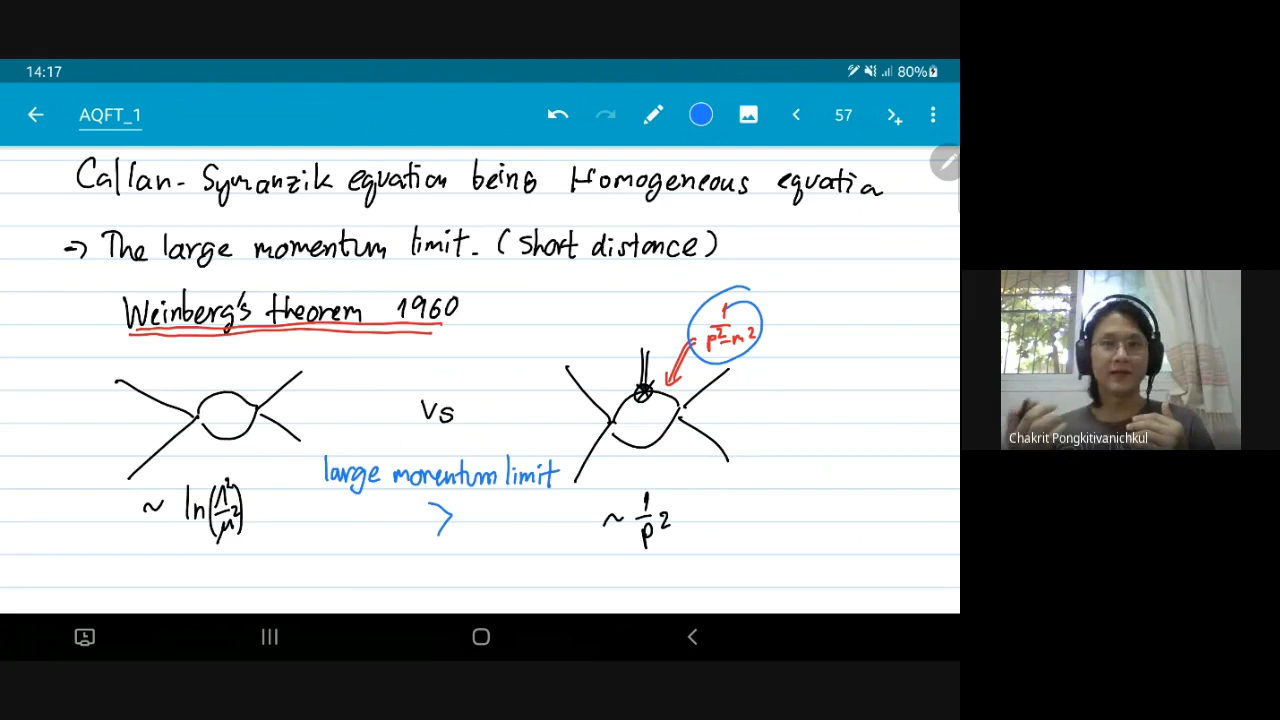 14:17
80%
AQFT_1
57
Callan-Symanzik equation being Homogeneous equatia
⇒ The large momentum limit. (short distance)
Weinberg's theorem 1960
1/(p²-m²)
vs
large momentum limit
~ ln(Λ²/μ²)
>
~ 1/p²
Chakrit Pongkitivanichkul